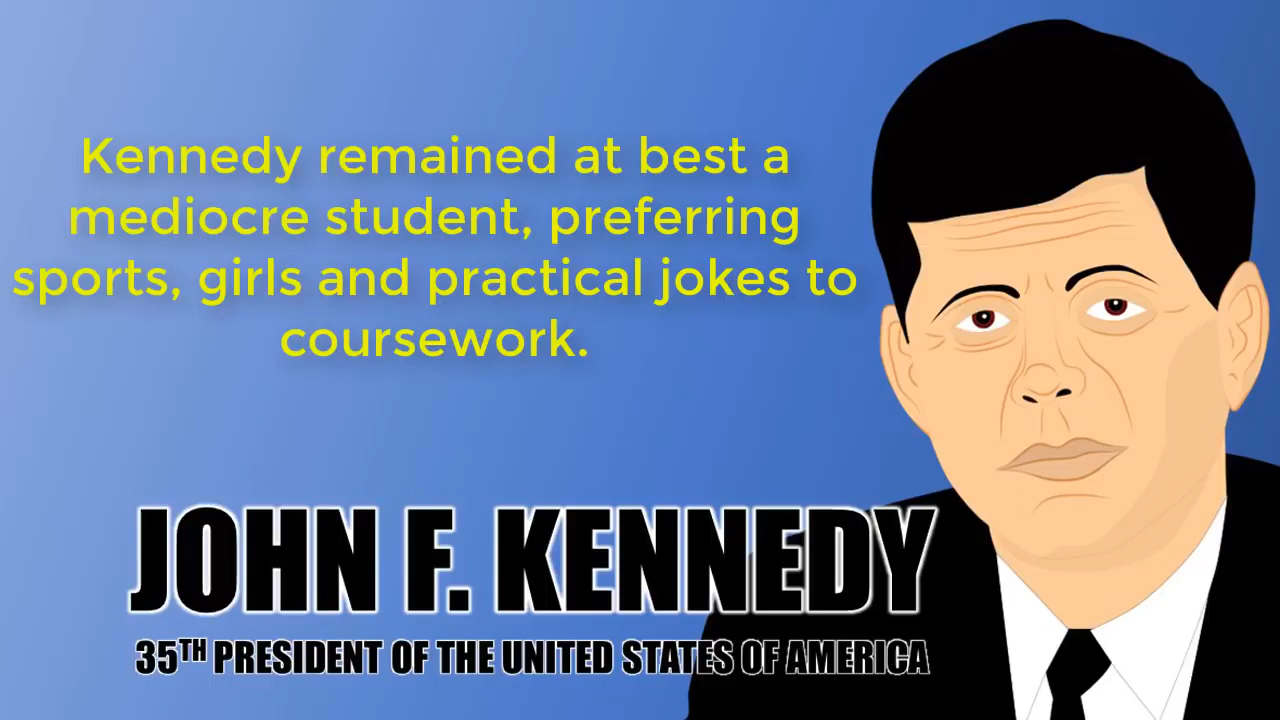 Kennedy remained at best a
mediocre student, preferring
sports, girls and practical jokes to
coursework.
JOHN F. KENNEDY
35TH PRESIDENT OF THE UNITED STATES OF AMERICA